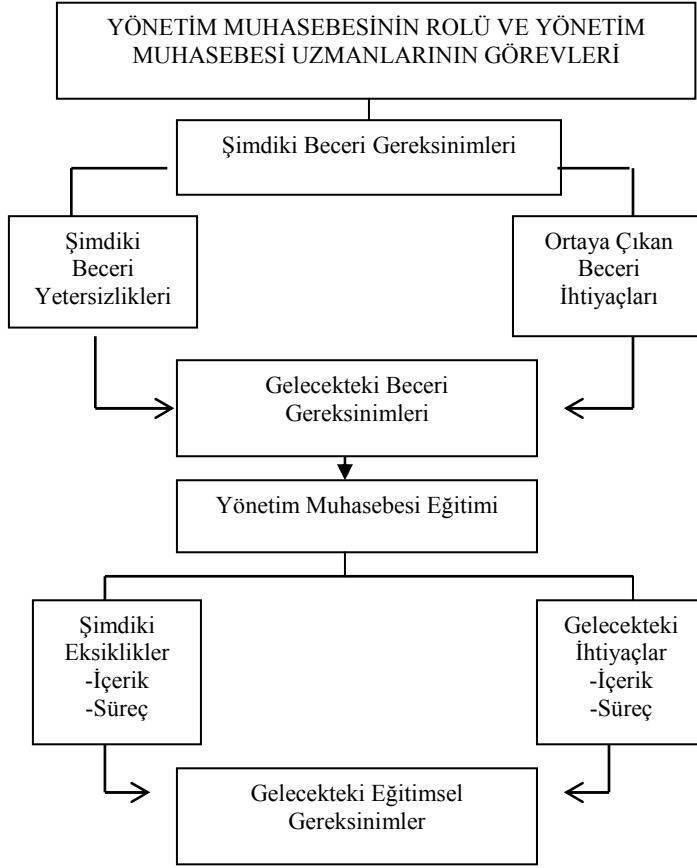 YÖNETİM MUHASEBESİNİN ROLÜ VE YÖNETİM
MUHASEBESİ UZMANLARININ GÖREVLERİ
Şimdiki Beceri Gereksinimleri
Şimdiki
Beceri
Yetersizlikleri
Ortaya Çıkan
Beceri
İhtiyaçları
Gelecekteki Beceri
Gereksinimleri
Yönetim Muhasebesi Eğitimi
Şimdiki
Eksiklikler
-İçerik
-Süreç
Gelecekteki
İhtiyaçlar
-İçerik
-Süreç
Gelecekteki Eğitimsel
Gereksinimler